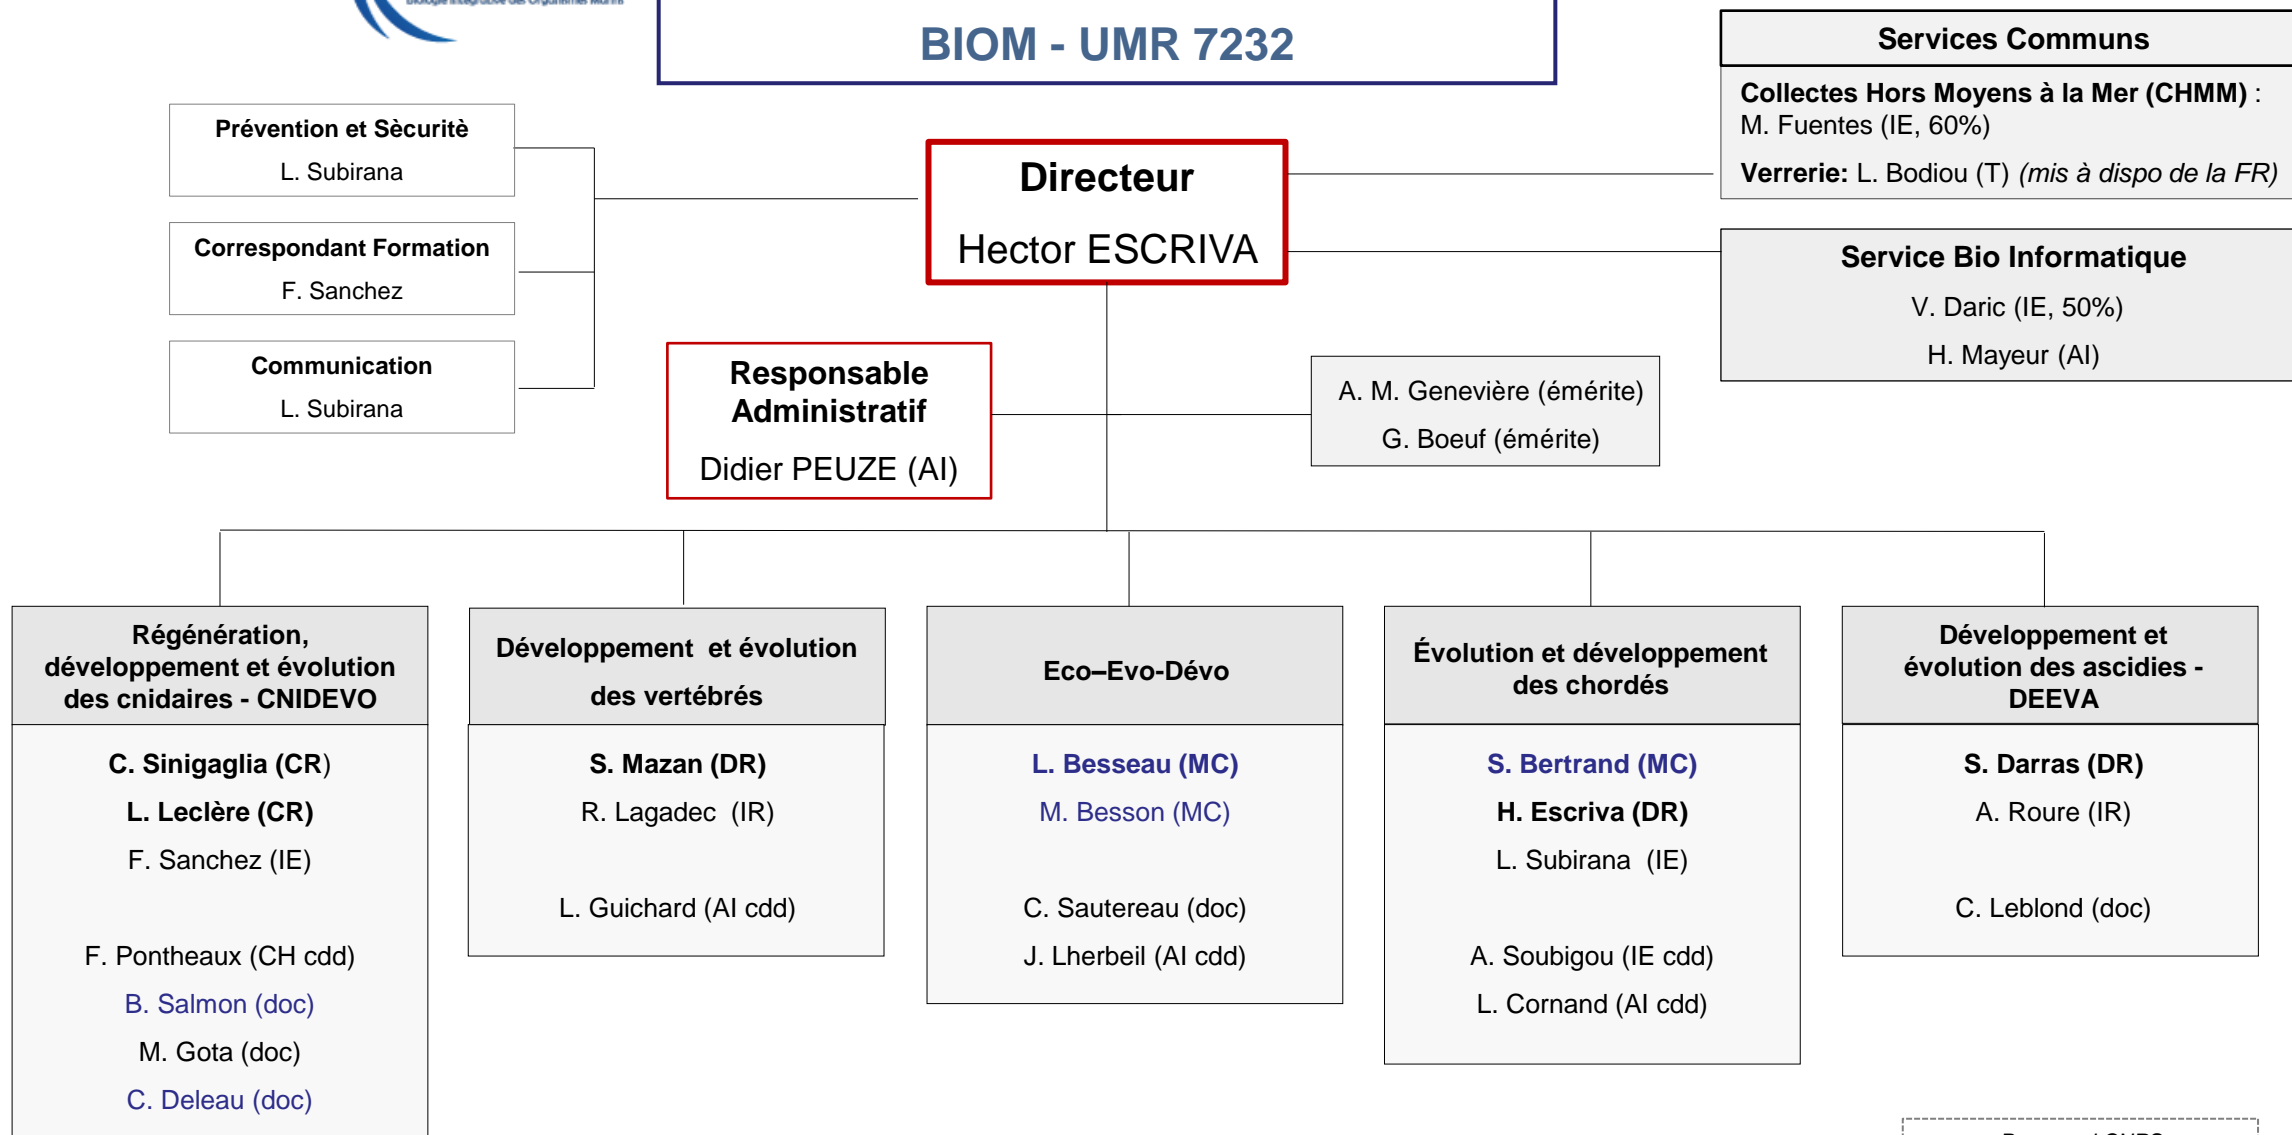 Biologie Intégrative des Organismes Marins
BIOM - UMR 7232
Services Communs
Collectes Hors Moyens à la Mer (CHMM) :
M. Fuentes (IE, 60%)
Verrerie: L. Bodiou (T) (mis à dispo de la FR)
Prévention et Sècuritè
L. Subirana
Correspondant Formation
F. Sanchez
Communication
L. Subirana
Directeur
Hector ESCRIVA
Service Bio Informatique
V. Daric (IE, 50%)
H. Mayeur (AI)
Responsable
Administratif
Didier PEUZE (AI)
A. M. Genevière (émérite)
G. Boeuf (émérite)
Régénération,
développement et évolution
des cnidaires - CNIDEVO
C. Sinigaglia (CR)
L. Leclère (CR)
F. Sanchez (IE)
F. Pontheaux (CH cdd)
B. Salmon (doc)
M. Gota (doc)
C. Deleau (doc)
Développement et évolution
des vertébrés
S. Mazan (DR)
R. Lagadec (IR)
L. Guichard (AI cdd)
Eco–Evo-Dévo
L. Besseau (MC)
M. Besson (MC)
C. Sautereau (doc)
J. Lherbeil (AI cdd)
Évolution et développement
des chordés
S. Bertrand (MC)
H. Escriva (DR)
L. Subirana (IE)
A. Soubigou (IE cdd)
L. Cornand (AI cdd)
Développement et
évolution des ascidies -
DEEVA
S. Darras (DR)
A. Roure (IR)
C. Leblond (doc)